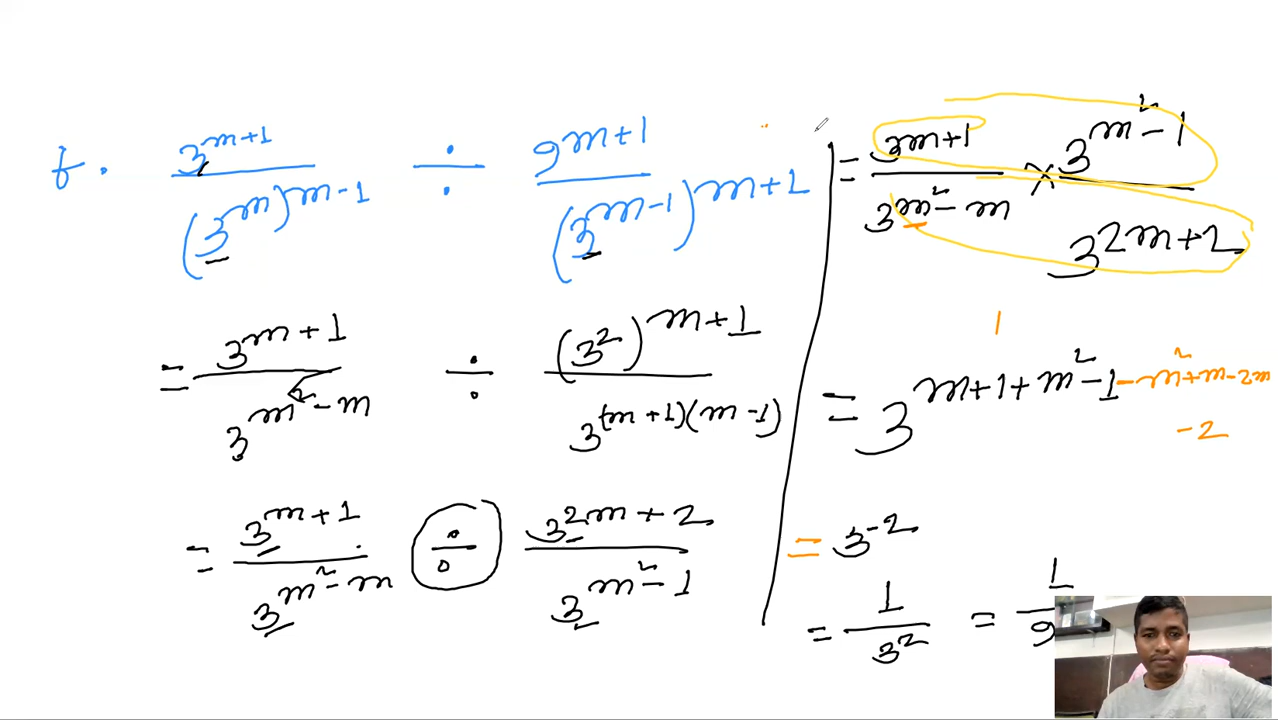 f. 3^{m+1} / (3^m)^{m-1} ÷ 9^{m+1} / (3^{m-1})^{m+1}
= 3^{m+1} / 3^{m²-m} ÷ (3²)^{m+1} / 3^{(m+1)(m-1)}
= 3^{m+1} / 3^{m²-m} ÷ 3^{2m+2} / 3^{m²-1}
= 3^{m+1} / 3^{m²-m} × 3^{m²-1} / 3^{2m+2}
= 3^{m+1+m²-1-m²+m-2m-2}
= 3^{-2}
= 1 / 3² = 1 / 9